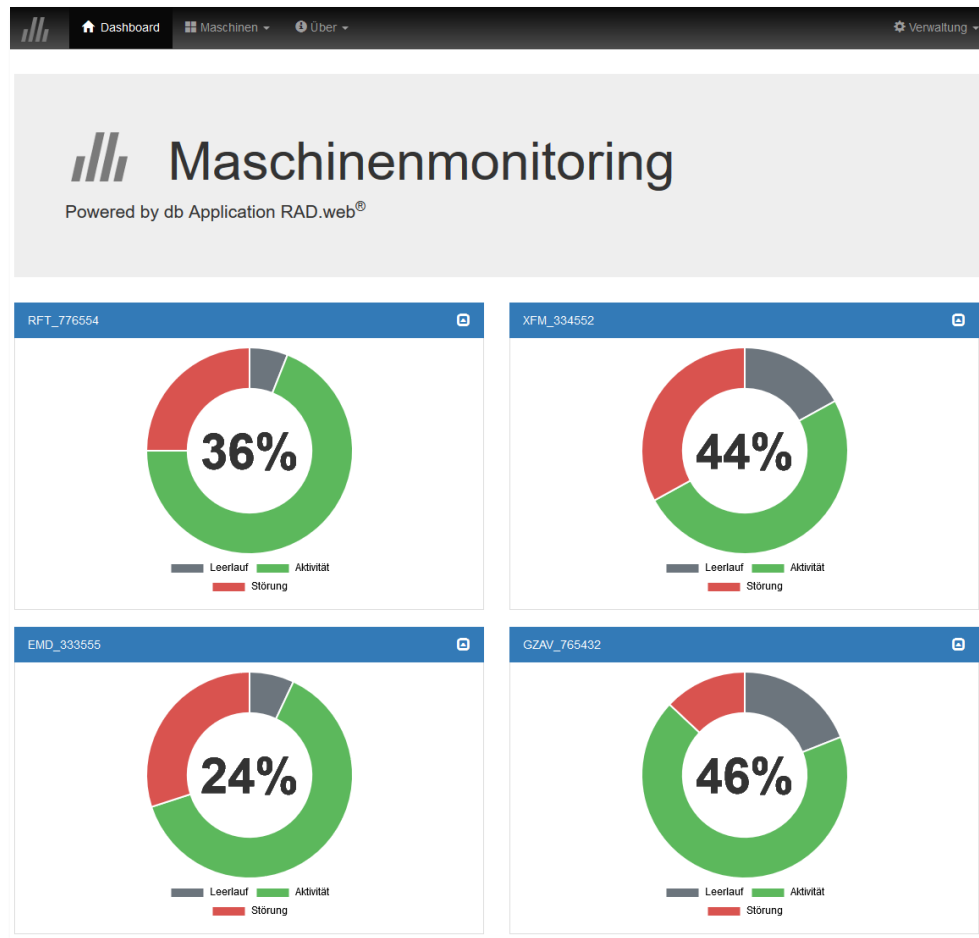 Dashboard Maschinen Über Verwaltung
Maschinenmonitoring
Powered by db Application RAD.web®
RFT_776554
36%
Leerlauf Aktivität
Störung
XFM_334552
44%
Leerlauf Aktivität
Störung
EMD_333555
24%
Leerlauf Aktivität
Störung
GZAV_765432
46%
Leerlauf Aktivität
Störung